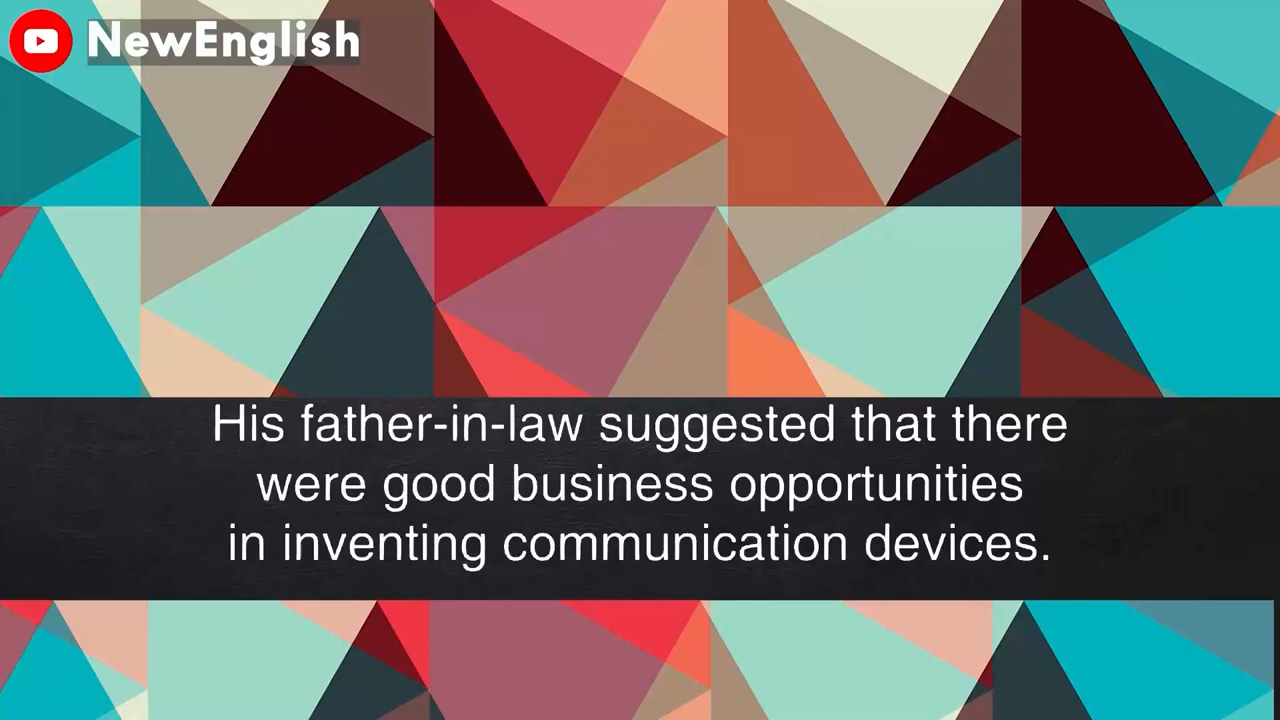 NewEnglish
His father-in-law suggested that there
were good business opportunities
in inventing communication devices.